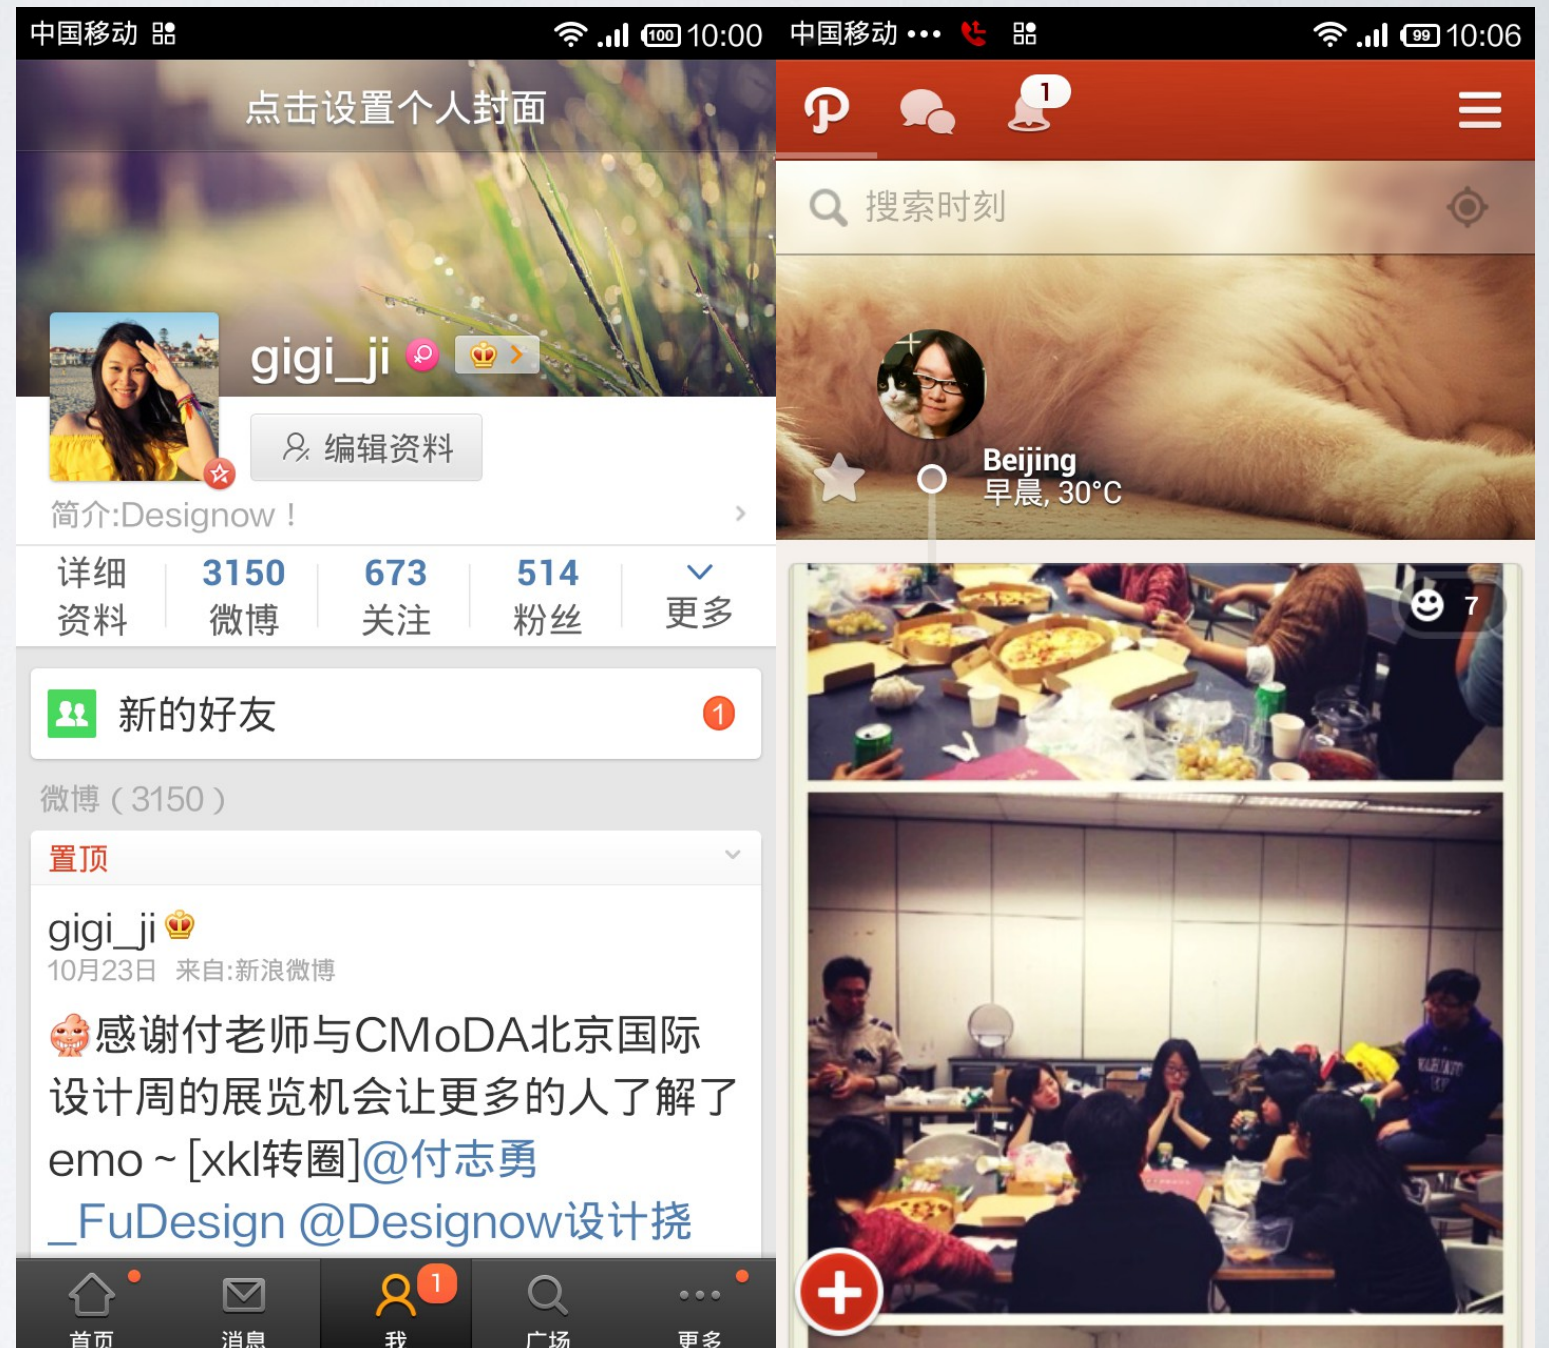 中国移动
100 10:00
点击设置个人封面
gigi_ji
编辑资料
简介:Designow！
详细
资料
3150
微博
673
关注
514
粉丝
更多
新的好友
1
微博（3150）
置顶
gigi_ji
10月23日 来自:新浪微博
感谢付老师与CMoDA北京国际
设计周的展览机会让更多的人了解了
emo～[xkl转圈]@付志勇
_FuDesign @Designow设计挠
首页
消息
我
1
广场
更多
中国移动
99 10:06
1
搜索时刻
Beijing
早晨, 30°C
7